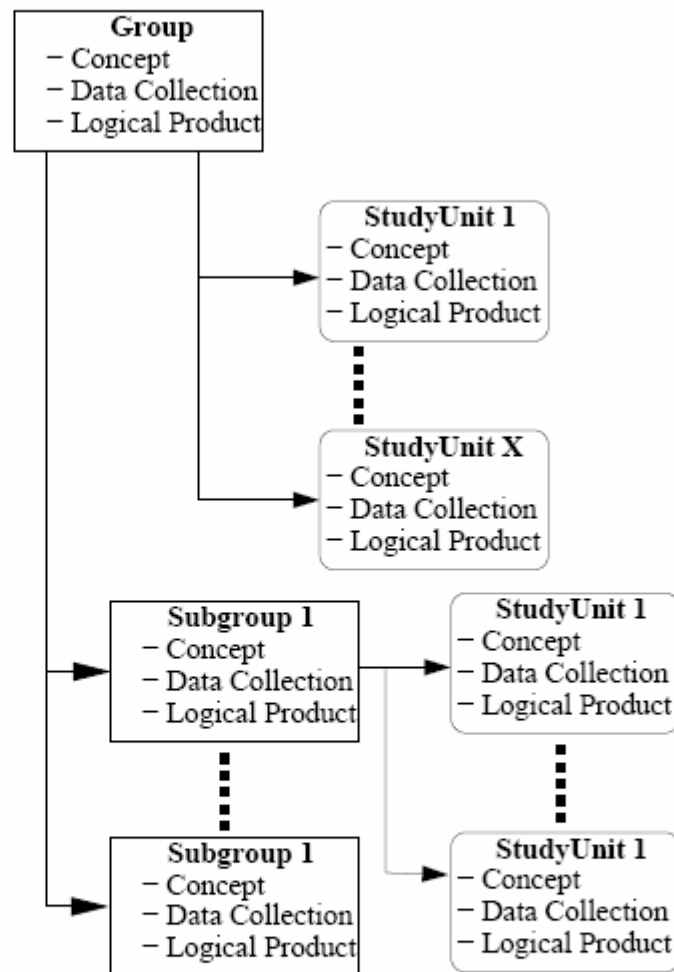 Group
– Concept
– Data Collection
– Logical Product
StudyUnit 1
– Concept
– Data Collection
– Logical Product
StudyUnit X
– Concept
– Data Collection
– Logical Product
Subgroup 1
– Concept
– Data Collection
– Logical Product
StudyUnit 1
– Concept
– Data Collection
– Logical Product
Subgroup 1
– Concept
– Data Collection
– Logical Product
StudyUnit 1
– Concept
– Data Collection
– Logical Product